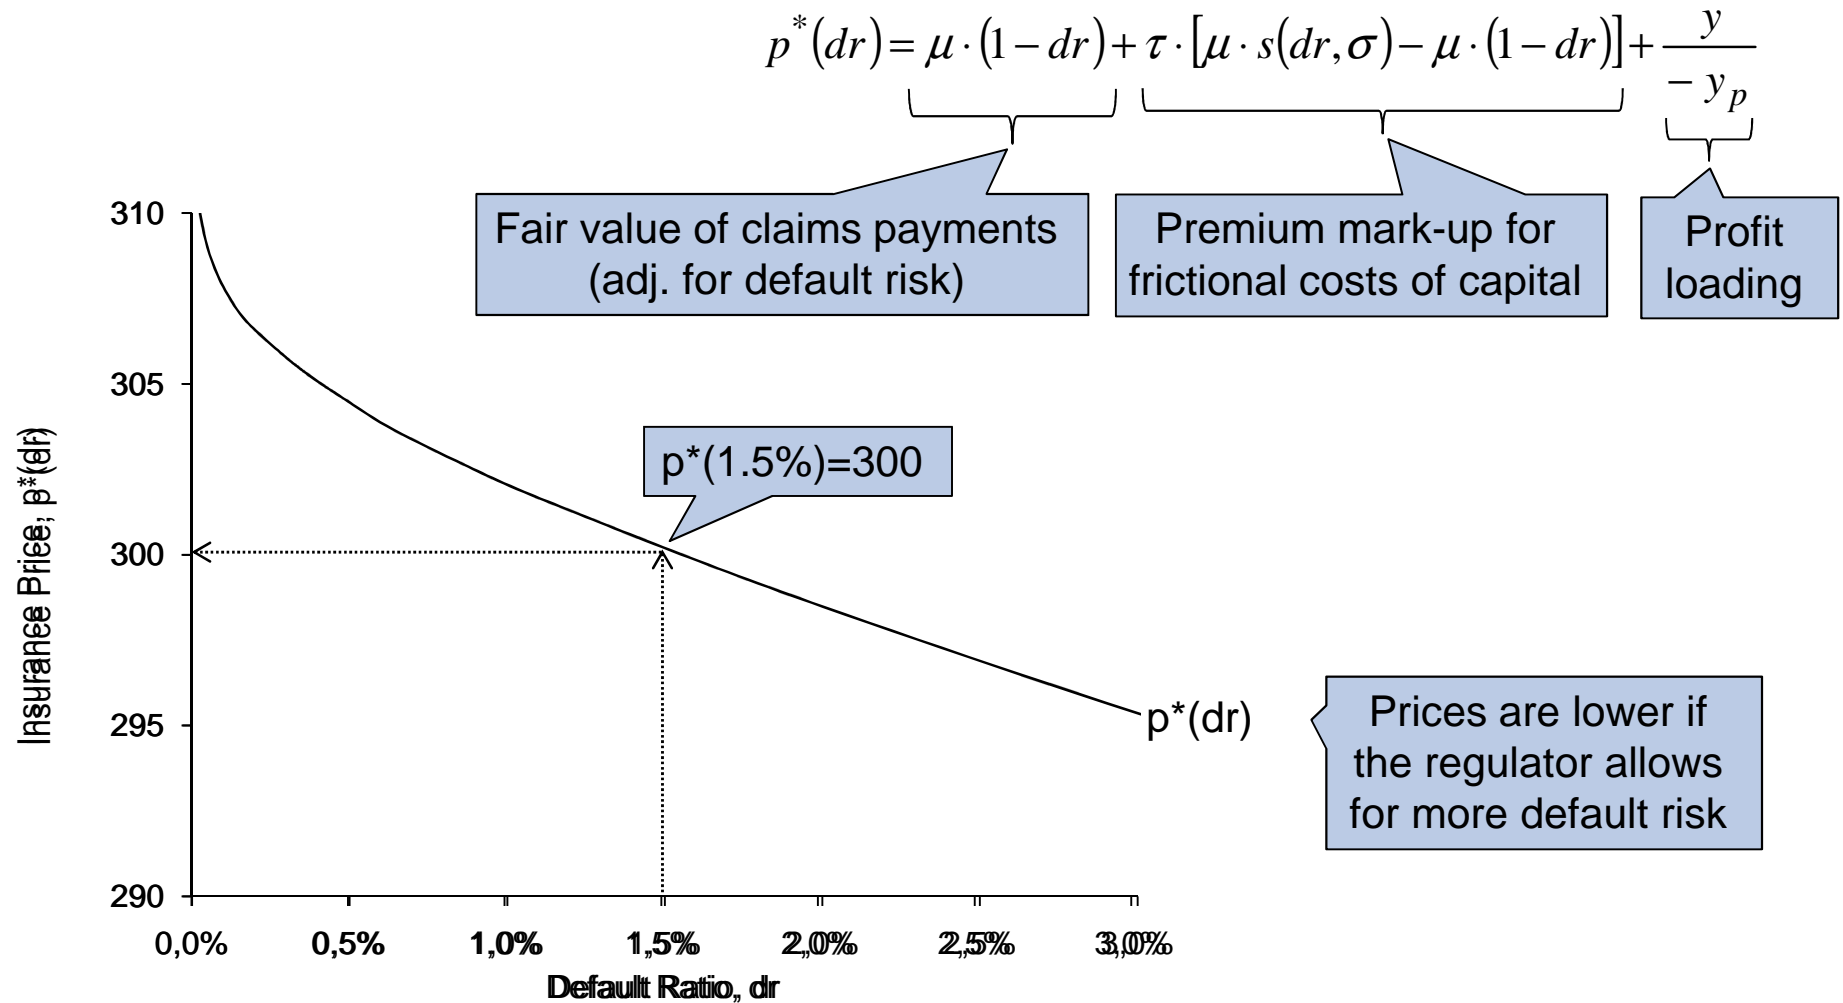 p*(dr) = μ · (1 − dr) + τ · [μ · s(dr, σ) − μ · (1 − dr)] + y / − y_p
Fair value of claims payments
(adj. for default risk)
Premium mark-up for
frictional costs of capital
Profit
loading
310
305
300
295
290
Insurance Price, p*(dr)
p*(1.5%)=300
p*(dr)
Prices are lower if
the regulator allows
for more default risk
0,0% 0,5% 1,0% 1,5% 2,0% 2,5% 3,0%
Default Ratio, dr